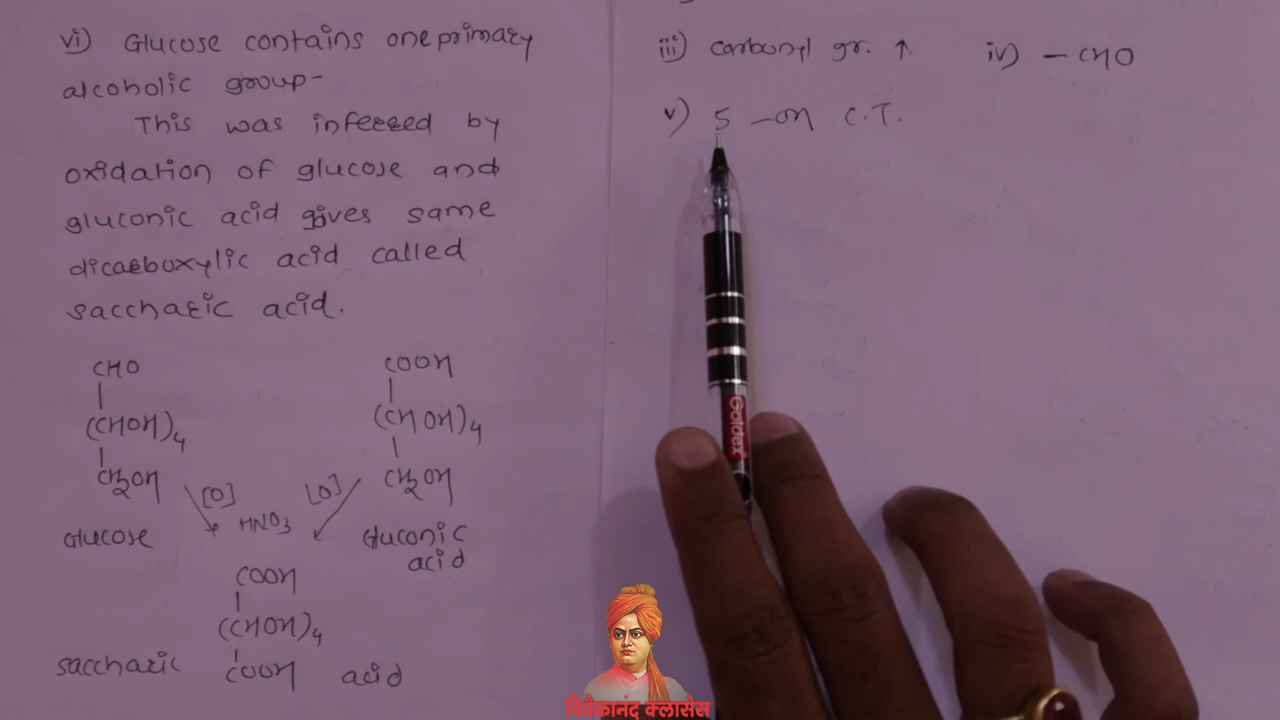 vi) Glucose contains one primary
alcoholic group-
This was inferred by
oxidation of glucose and
gluconic acid gives same
dicarboxylic acid called
saccharic acid.
CHO
(CHOH)4
CH2OH
Glucose
[O]
HNO3
[O]
COOH
(CHOH)4
CH2OH
Gluconic
acid
COOH
(CHOH)4
COOH
saccharic acid
iii) carbonyl gr. ↑ iv) -CHO
v) 5 -OH C.T.
Goldex
विवेकानंद क्लासेस